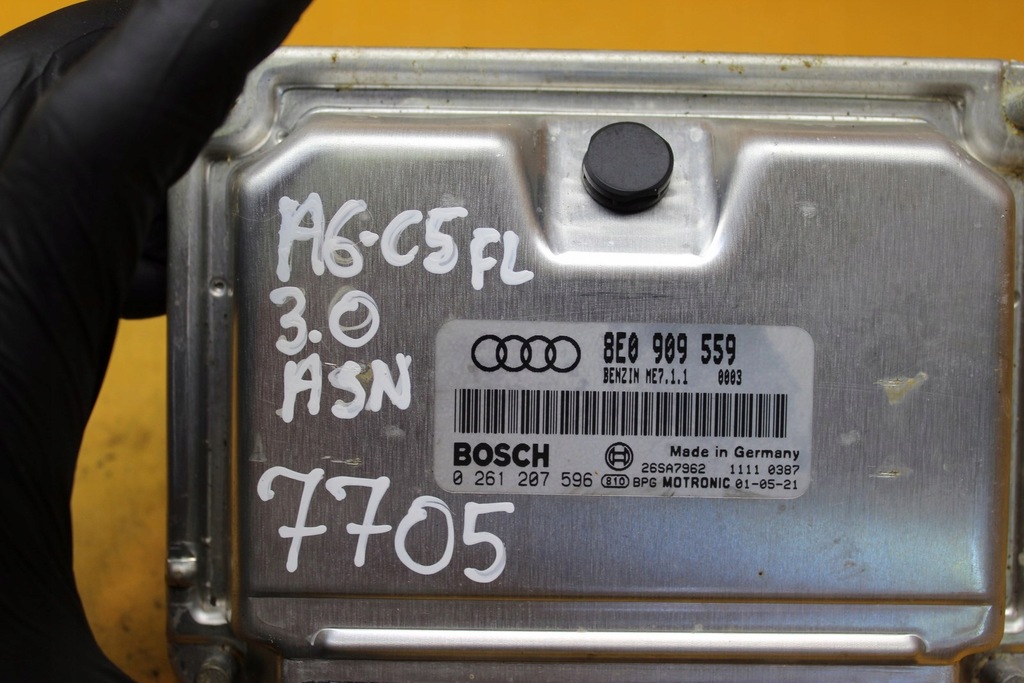 A6·C5 FL
3.0
ASN
7705
8E0 909 559
BENZIN ME7.1.1 0003
BOSCH
Made in Germany
26SA7962 1111 0387
0 261 207 596 810 BPG MOTRONIC 01-05-21